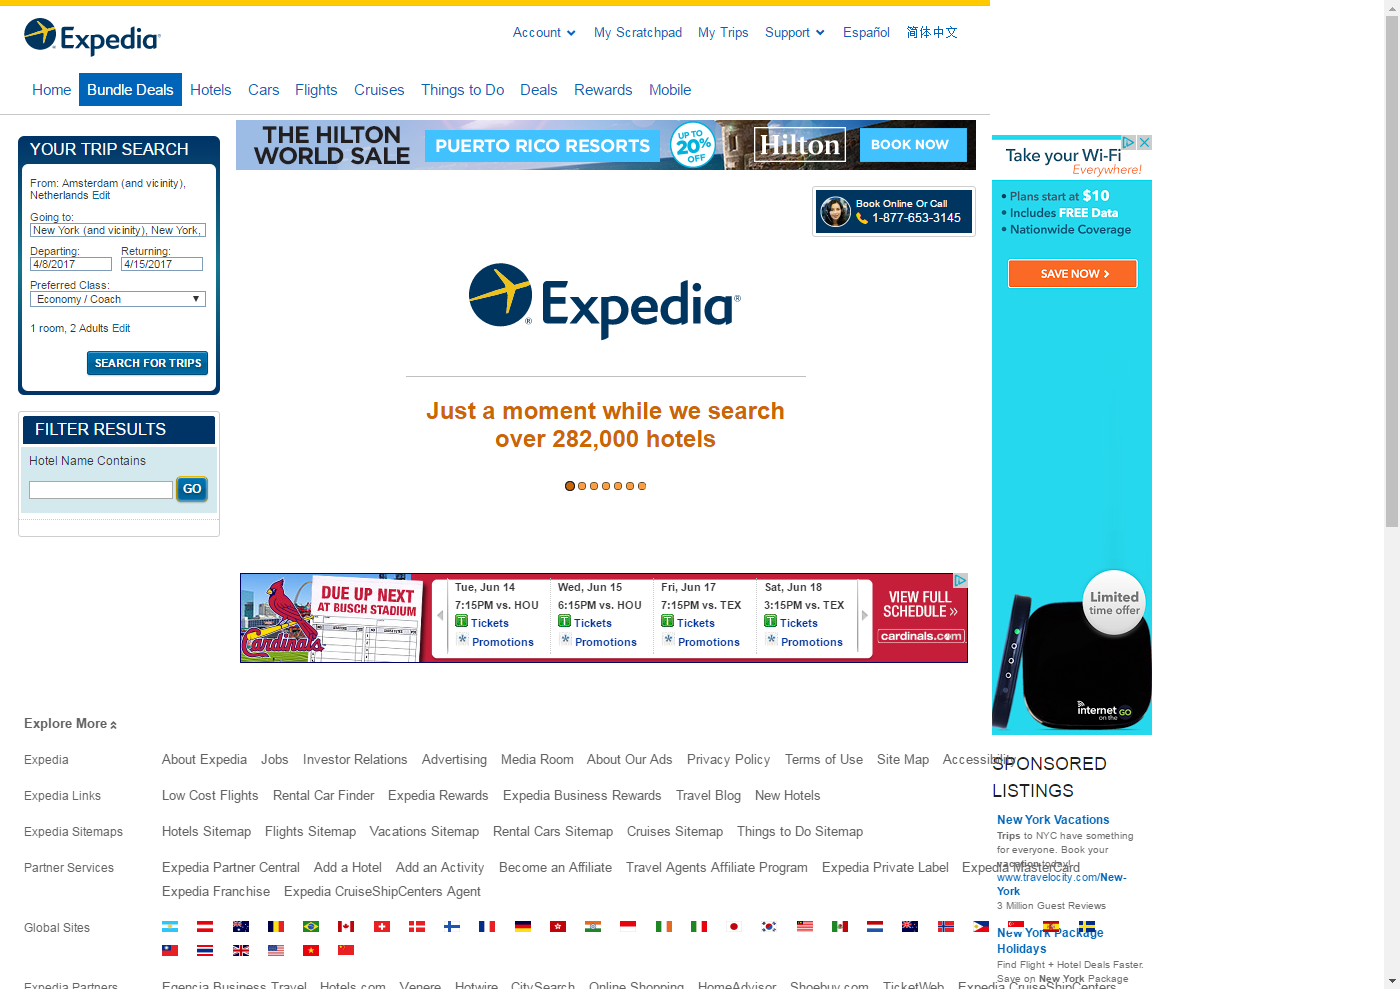 Expedia
Account My Scratchpad My Trips Support Español 简体中文
Home Bundle Deals Hotels Cars Flights Cruises Things to Do Deals Rewards Mobile
YOUR TRIP SEARCH
From: Amsterdam (and vicinity),
Netherlands Edit
Going to:
New York (and vicinity), New York,
Departing: Returning:
4/8/2017 4/15/2017
Preferred Class:
Economy / Coach
1 room, 2 Adults Edit
SEARCH FOR TRIPS
FILTER RESULTS
Hotel Name Contains
GO
THE HILTON
WORLD SALE
PUERTO RICO RESORTS
UP TO
20%
OFF
Hilton
BOOK NOW
Book Online Or Call
1-877-653-3145
Expedia
Just a moment while we search
over 282,000 hotels
DUE UP NEXT
AT BUSCH STADIUM
Cardinals
Tue, Jun 14
7:15PM vs. HOU
Tickets
Promotions
Wed, Jun 15
6:15PM vs. HOU
Tickets
Promotions
Fri, Jun 17
7:15PM vs. TEX
Tickets
Promotions
Sat, Jun 18
3:15PM vs. TEX
Tickets
Promotions
VIEW FULL
SCHEDULE »
cardinals.com
Take your Wi-Fi
Everywhere!
• Plans start at $10
• Includes FREE Data
• Nationwide Coverage
SAVE NOW >
Limited
time offer
internet
on the GO
SPONSORED
LISTINGS
New York Vacations
Trips to NYC have something
for everyone. Book your
vacation today!
www.travelocity.com/New-
York
3 Million Guest Reviews
New York Package
Holidays
Find Flight + Hotel Deals Faster.
Save on New York Package
Explore More
Expedia About Expedia Jobs Investor Relations Advertising Media Room About Our Ads Privacy Policy Terms of Use Site Map Accessibility
Expedia Links Low Cost Flights Rental Car Finder Expedia Rewards Expedia Business Rewards Travel Blog New Hotels
Expedia Sitemaps Hotels Sitemap Flights Sitemap Vacations Sitemap Rental Cars Sitemap Cruises Sitemap Things to Do Sitemap
Partner Services Expedia Partner Central Add a Hotel Add an Activity Become an Affiliate Travel Agents Affiliate Program Expedia Private Label Expedia MasterCard
Expedia Franchise Expedia CruiseShipCenters Agent
Global Sites
Expedia Partners Egencia Business Travel Hotels.com Venere Hotwire CitySearch Online Shopping HomeAdvisor Shoebuy.com TicketWeb Expedia CruiseShipCenters